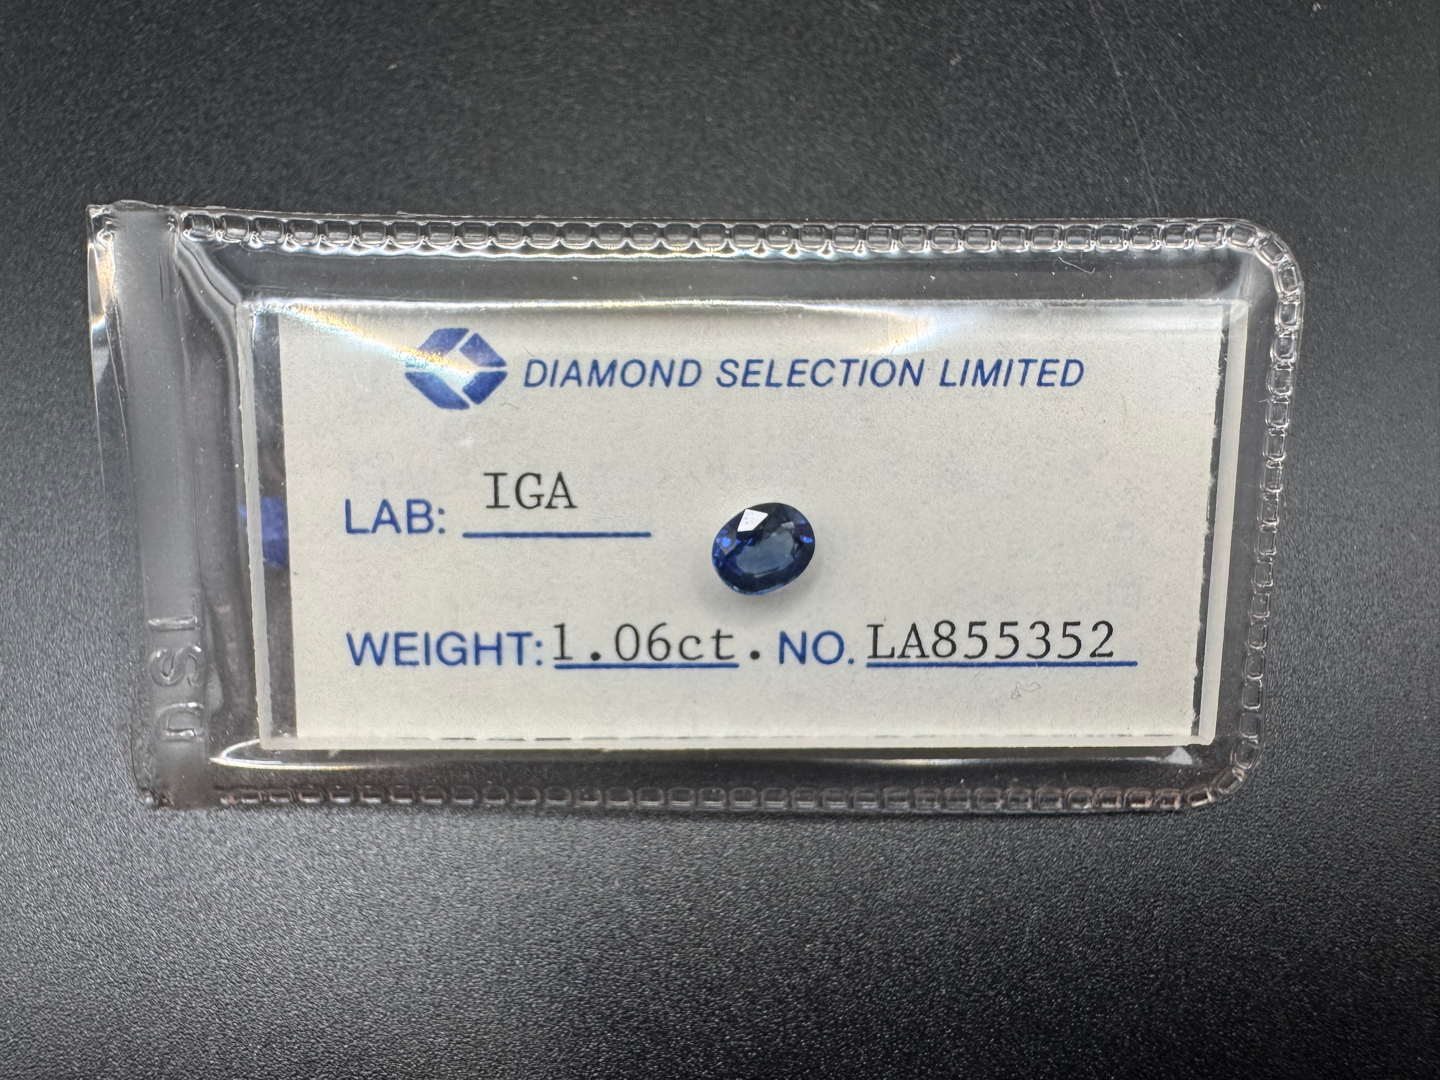 DIAMOND SELECTION LIMITED
LAB: IGA
WEIGHT: 1.06ct. NO. LA855352
DSL